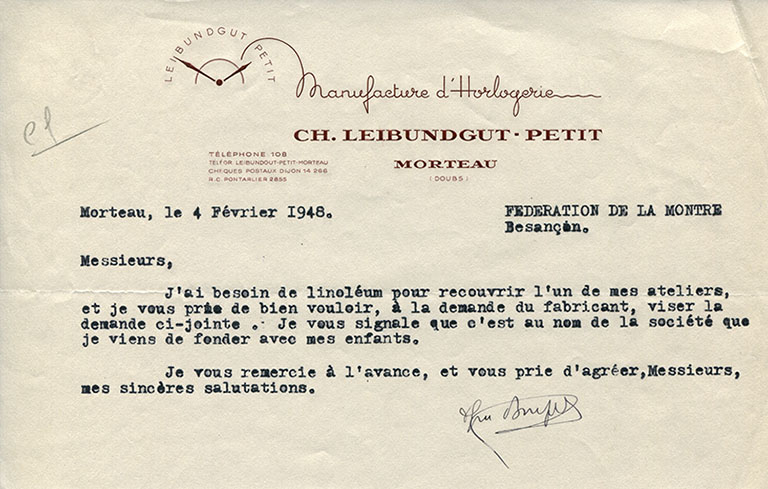 LEIBUNDGUT PETIT
Manufacture d'Horlogerie
CH. LEIBUNDGUT-PETIT
MORTEAU
(DOUBS)
TÉLÉPHONE 108
TÉLÉGR. LEIBUNDGUT-PETIT-MORTEAU
CHEQUES POSTAUX DIJON 14 266
R.C. PONTARLIER 2855
Morteau, le 4 Février 1948.
FEDERATION DE LA MONTRE
Besançon.
Messieurs,
J'ai besoin de linoléum pour recouvrir l'un de mes ateliers,
et je vous prie de bien vouloir, à la demande du fabricant, viser la
demande ci-jointe .- Je vous signale que c'est au nom de la société que
je viens de fonder avec mes enfants.
Je vous remercie à l'avance, et vous prie d'agréer,Messieurs,
mes sincères salutations.